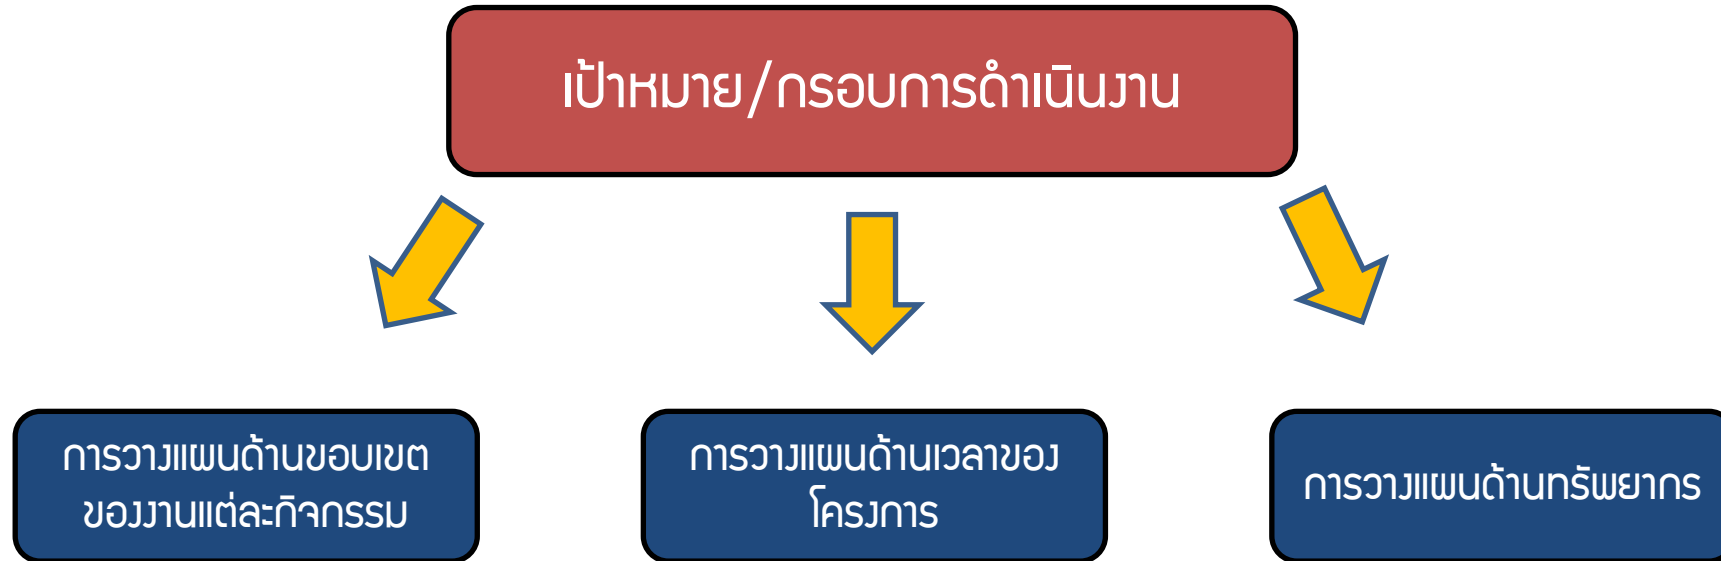 เป้าหมาย/กรอบการดำเนินงาน
การวางแผนด้านขอบเขต
ของงานแต่ละกิจกรรม
การวางแผนด้านเวลาของ
โครงการ
การวางแผนด้านทรัพยากร